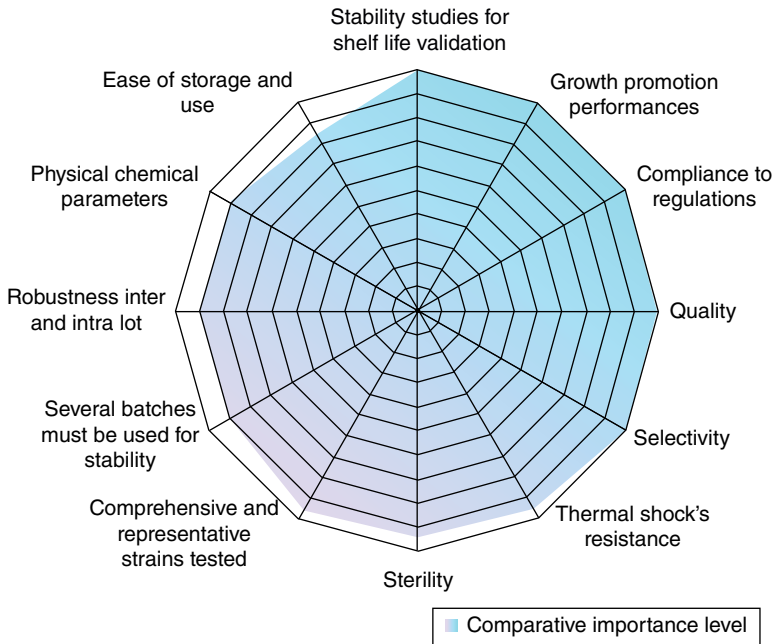 Stability studies for
shelf life validation
Growth promotion
performances
Compliance to
regulations
Quality
Selectivity
Thermal shock's
resistance
Sterility
Comprehensive and
representative
strains tested
Several batches
must be used for
stability
Robustness inter
and intra lot
Physical chemical
parameters
Ease of storage and
use
Comparative importance level